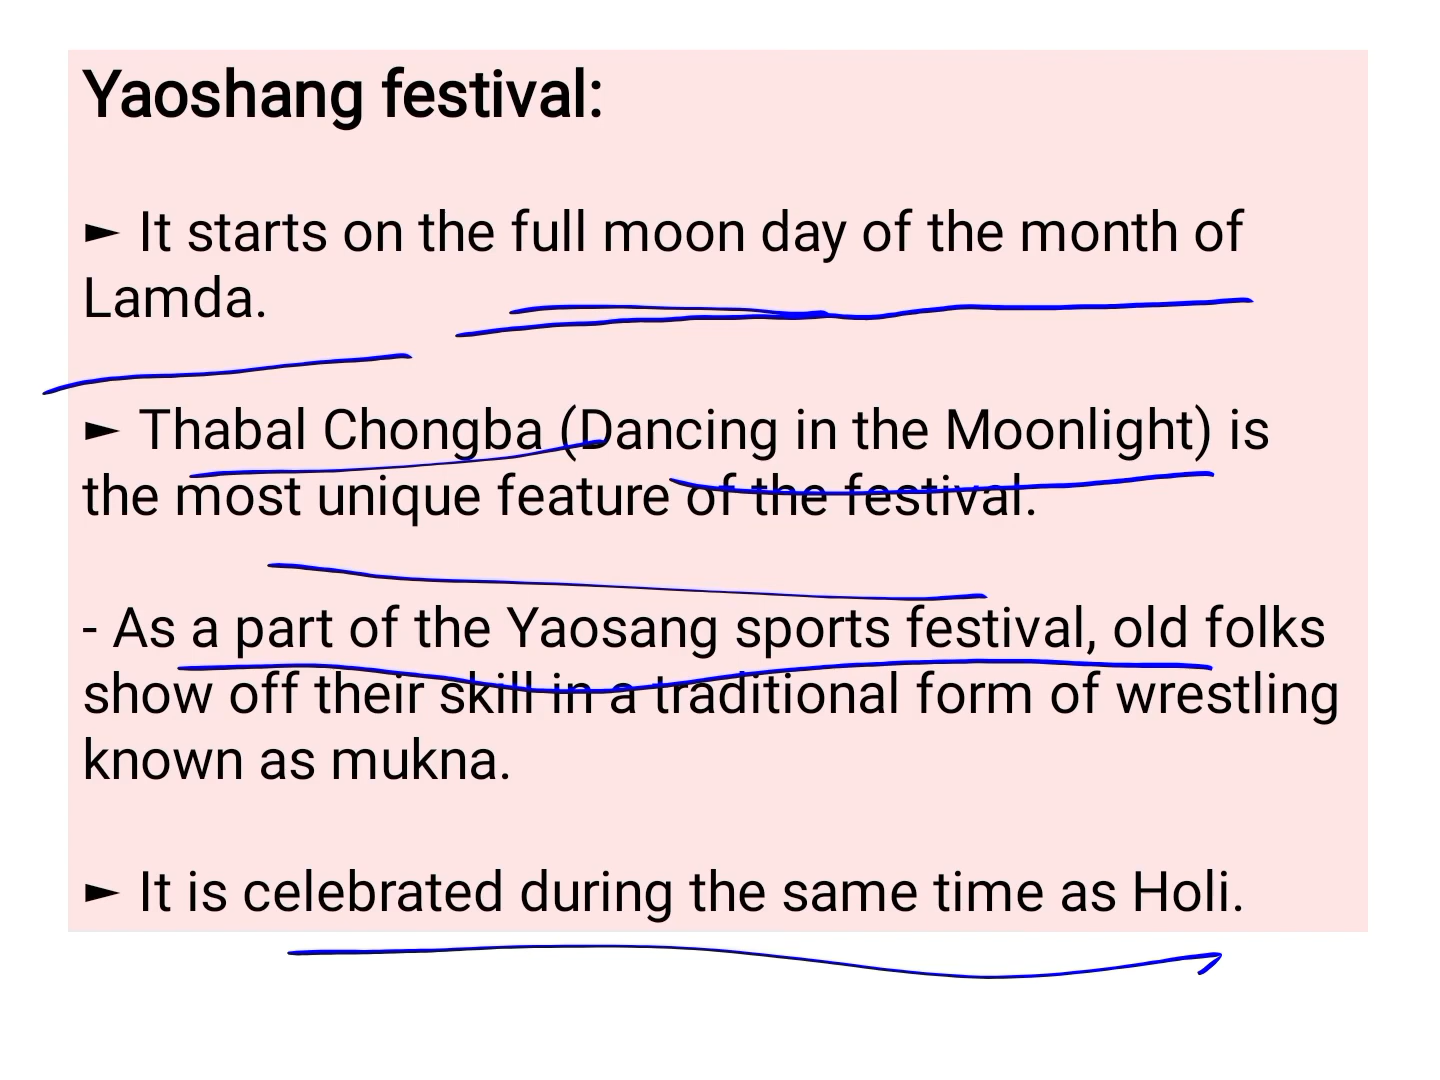 Yaoshang festival:
► It starts on the full moon day of the month of
Lamda.
► Thabal Chongba (Dancing in the Moonlight) is
the most unique feature of the festival.
- As a part of the Yaosang sports festival, old folks
show off their skill in a traditional form of wrestling
known as mukna.
► It is celebrated during the same time as Holi.